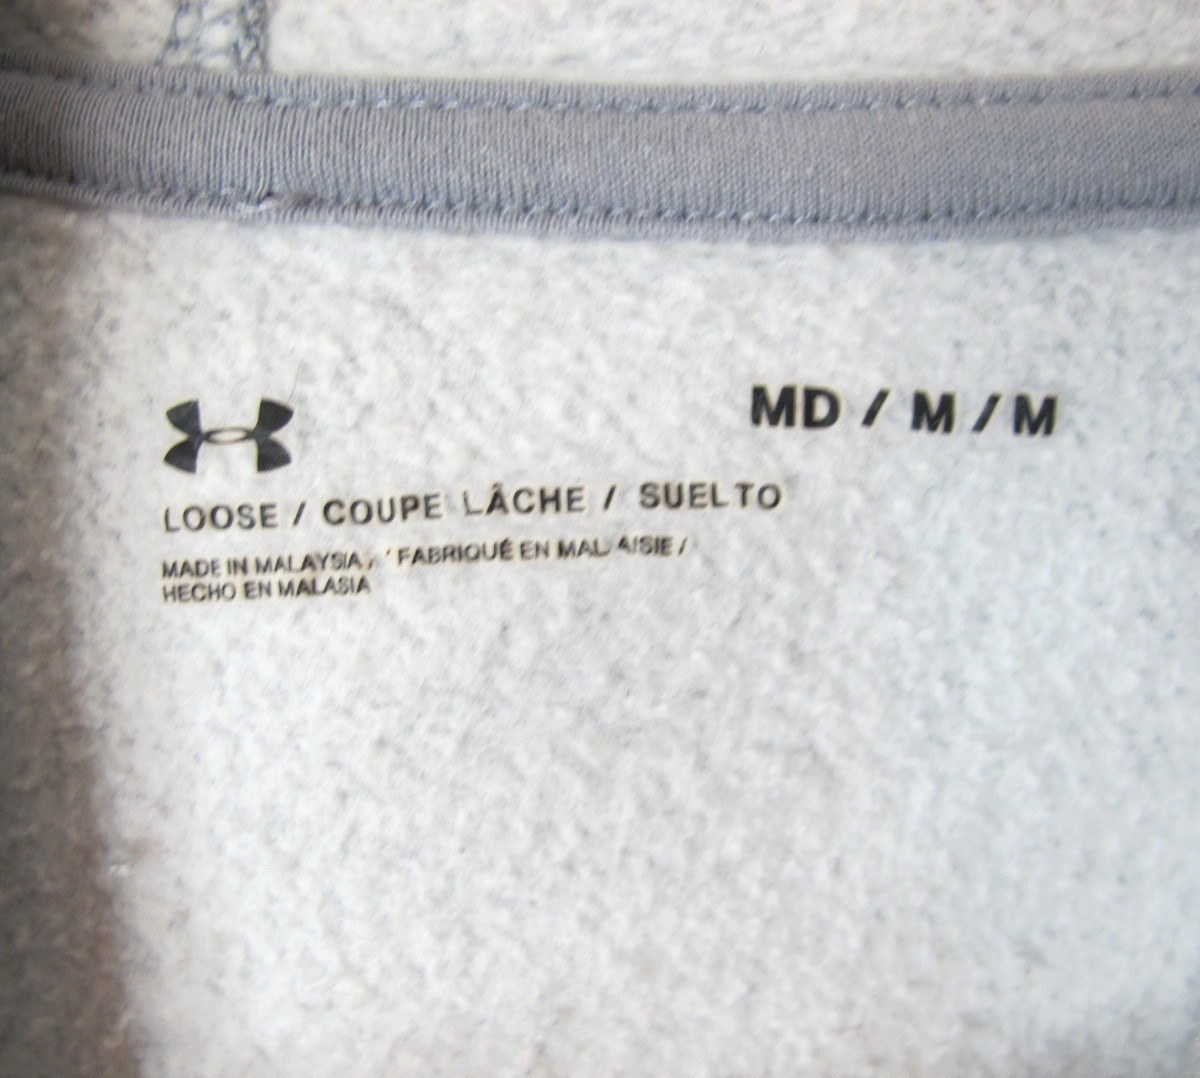 MD / M / M
LOOSE / COUPE LÂCHE / SUELTO
MADE IN MALAYSIA / FABRIQUÉ EN MALAISIE /
HECHO EN MALASIA